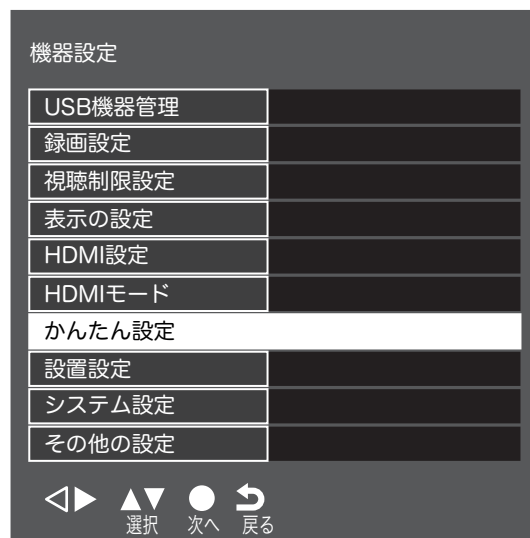 機器設定
USB機器管理
録画設定
視聴制限設定
表示の設定
HDMI設定
HDMIモード
かんたん設定
設置設定
システム設定
その他の設定
選択 次へ 戻る